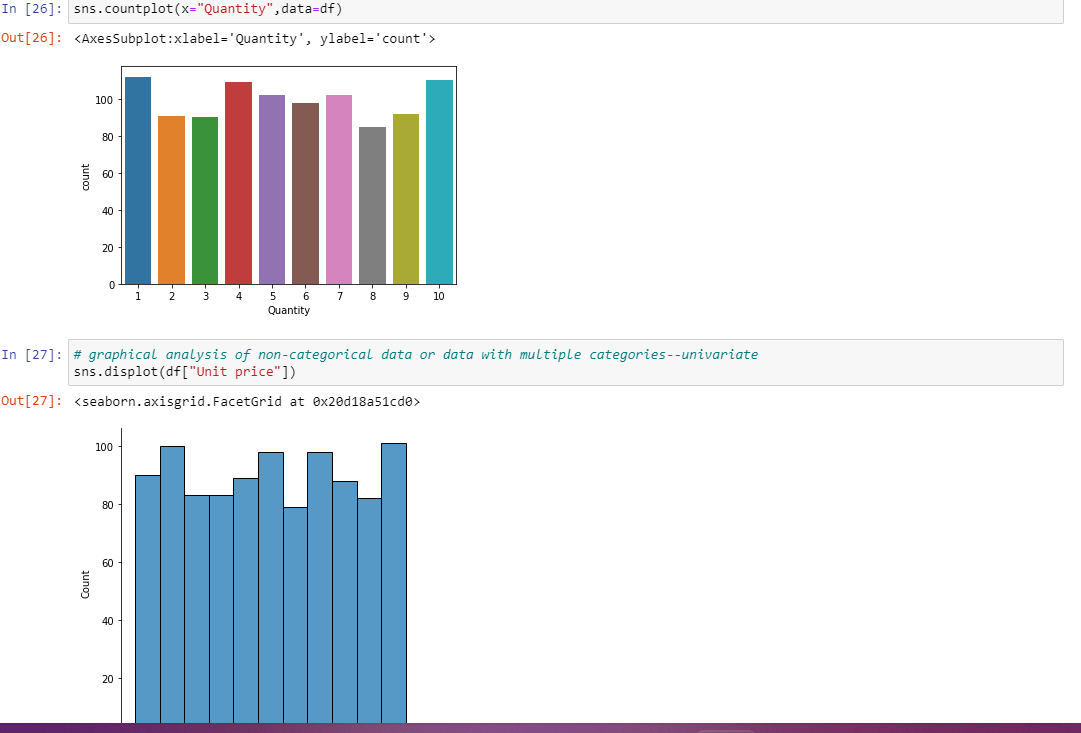 In [26]: sns.countplot(x="Quantity",data=df)
Out[26]: <AxesSubplot:xlabel='Quantity', ylabel='count'>
100
80
60
40
20
0
count
1 2 3 4 5 6 7 8 9 10
Quantity
In [27]: # graphical analysis of non-categorical data or data with multiple categories--univariate
sns.displot(df["Unit price"])
Out[27]: <seaborn.axisgrid.FacetGrid at 0x20d18a51cd0>
100
80
60
40
20
Count